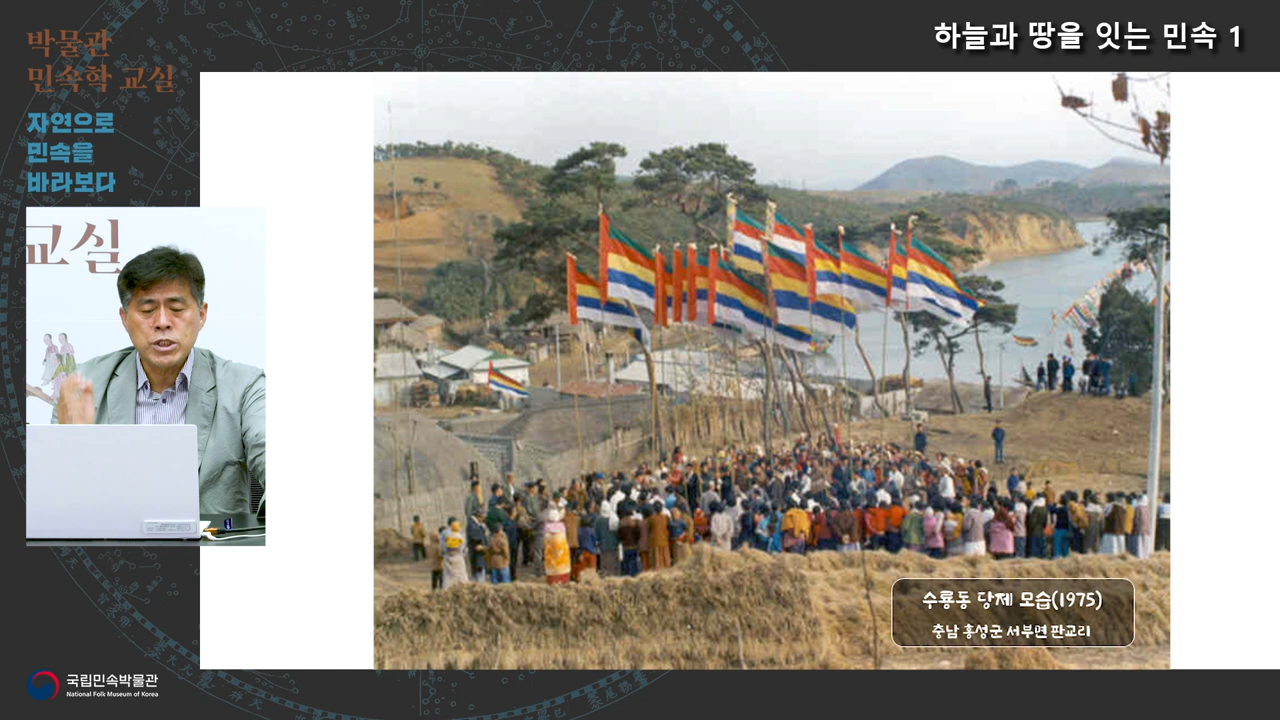 박물관
민속학 교실
자연으로
민속을
바라보다
하늘과 땅을 잇는 민속 1
교실
수룡동 당제 모습(1975)
충남 홍성군 서부면 판교리
국립민속박물관
National Folk Museum of Korea